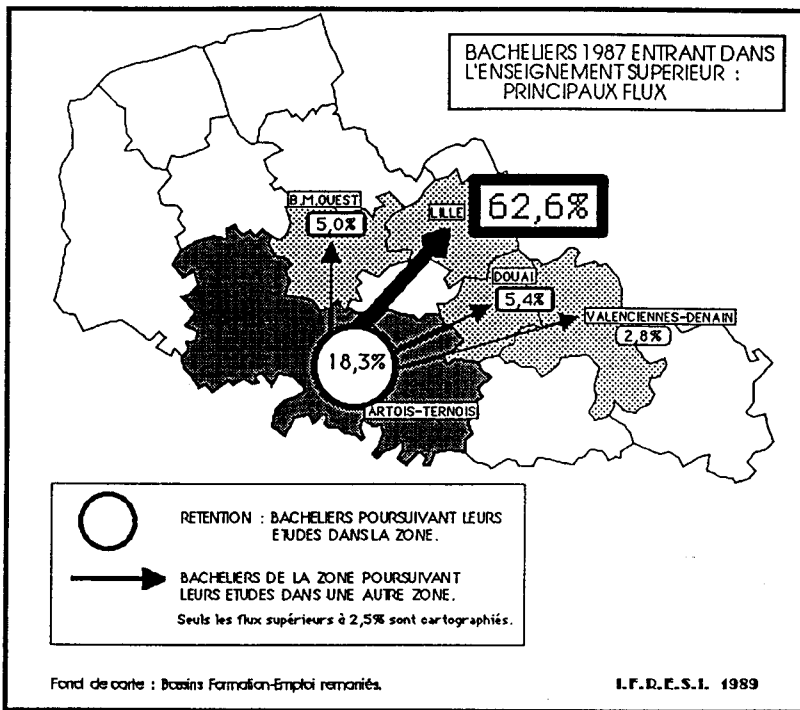 BACHELIERS 1987 ENTRANT DANS
L'ENSEIGNEMENT SUPERIEUR :
PRINCIPAUX FLUX
B.M.OUEST
5,0%
LILLE
62,6%
DOUAI
5,4%
VALENCIENNES-DENAIN
2,8%
18,3%
ARTOIS-TERNOIS
RETENTION : BACHELIERS POURSUIVANT LEURS
ETUDES DANS LA ZONE.
BACHELIERS DE LA ZONE POURSUIVANT
LEURS ETUDES DANS UNE AUTRE ZONE.
Seuls les flux supérieurs à 2,5% sont cartographiés.
Fond de carte : Bassins Formation-Emploi remaniés.
I.F.R.E.S.I. 1989